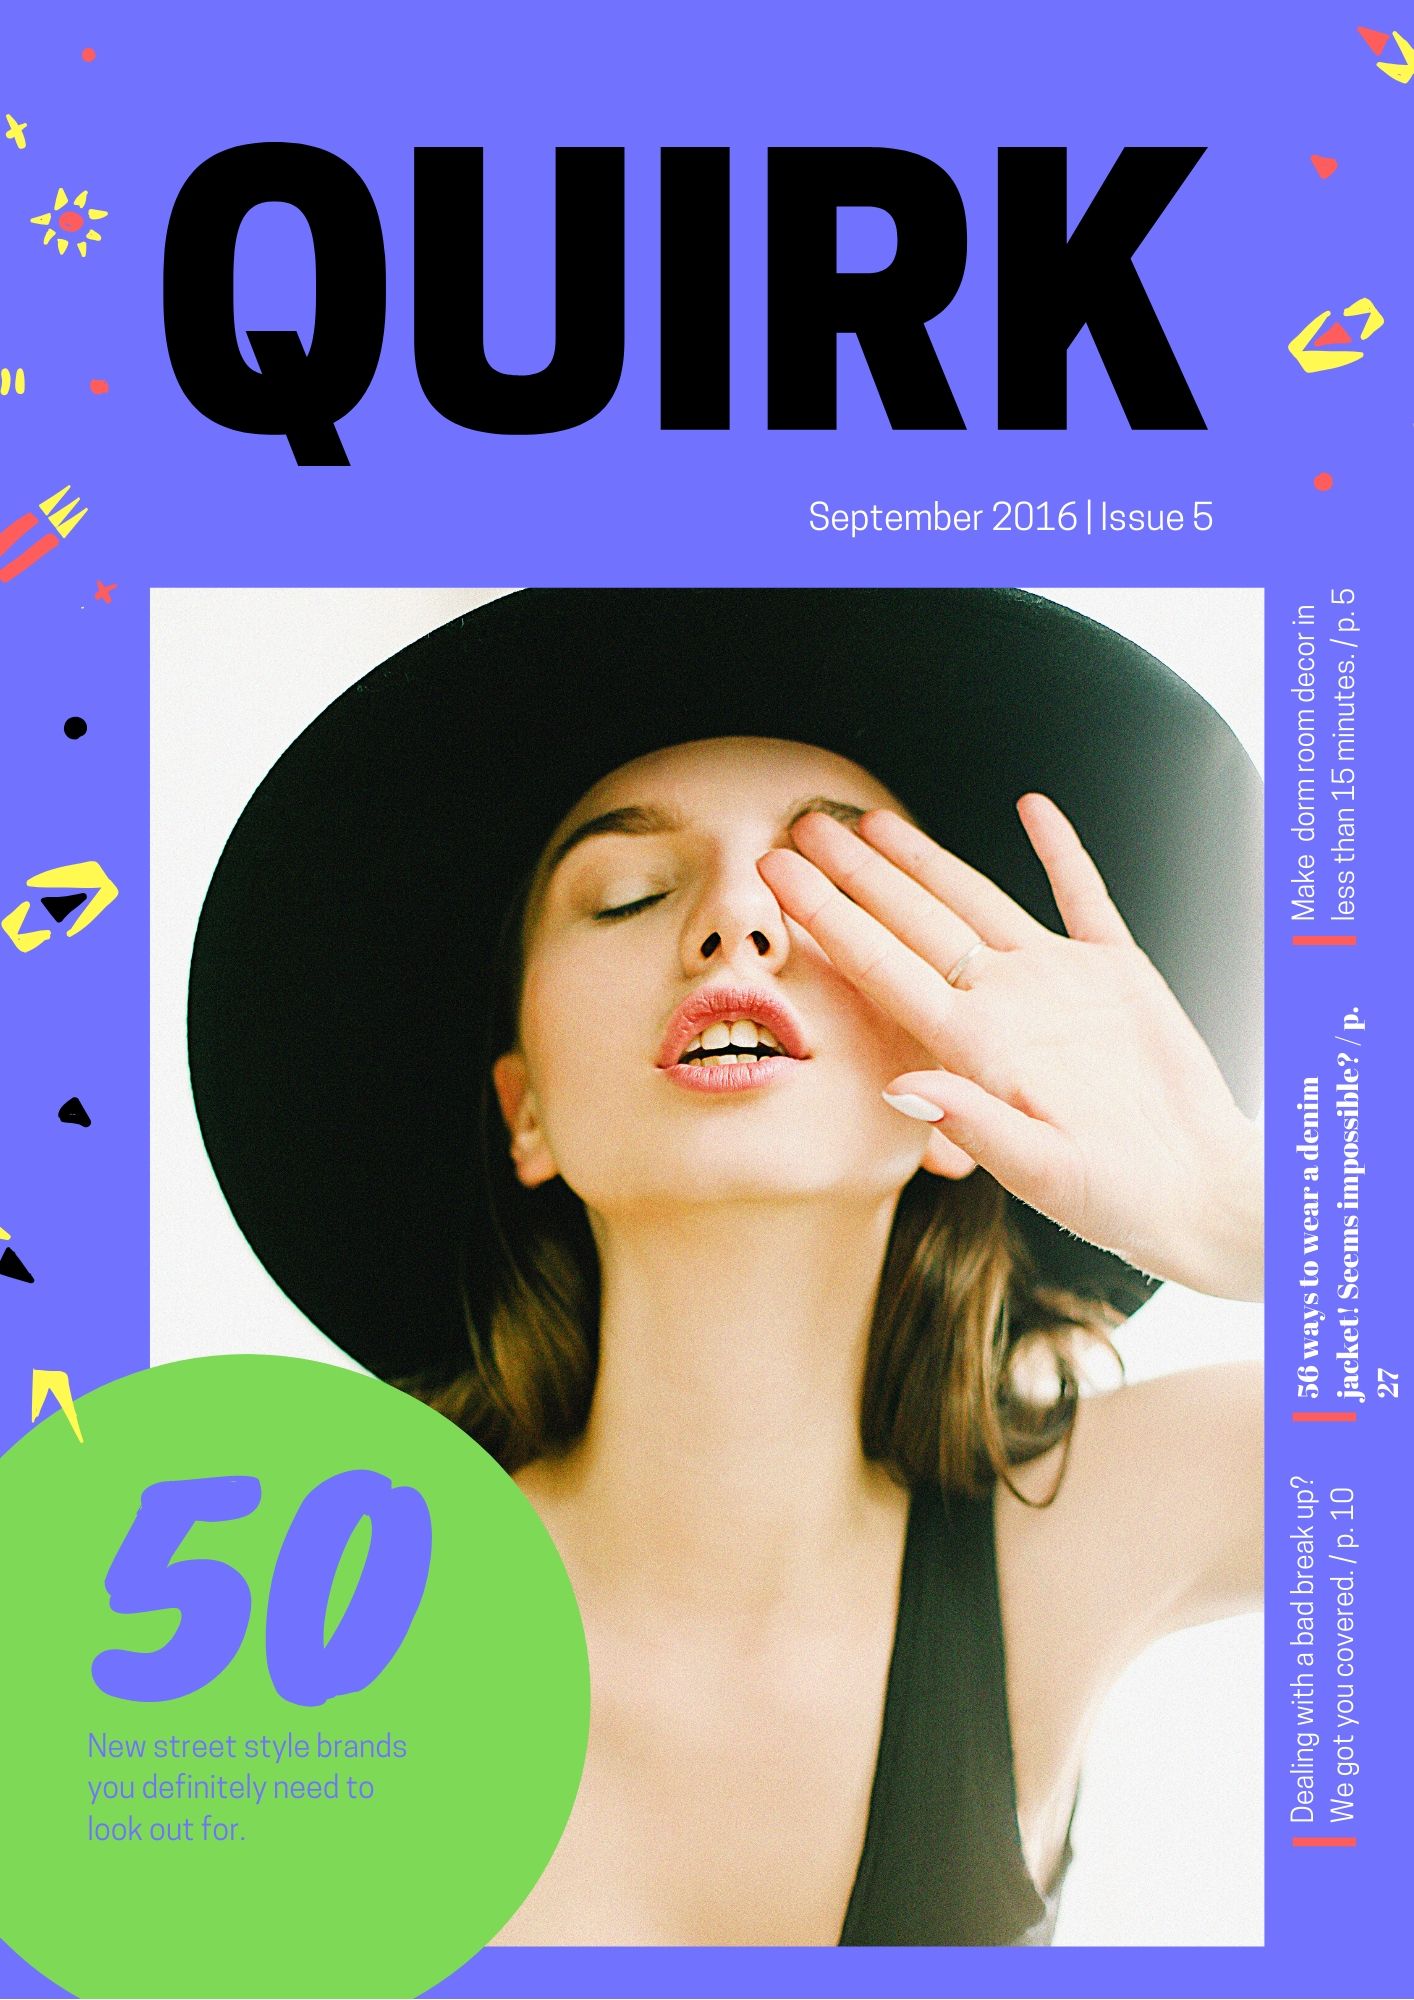 QUIRK
September 2016 | Issue 5
Make dorm room decor in
less than 15 minutes. / p. 5
56 ways to wear a denim
jacket! Seems impossible? / p.
27
Dealing with a bad break up?
We got you covered. / p. 10
50
New street style brands
you definitely need to
look out for.